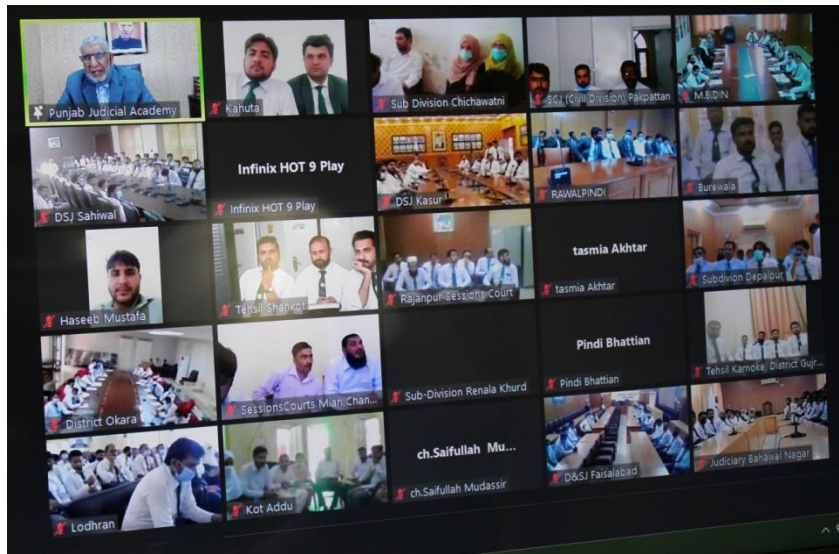 Punjab Judicial Academy
Kahuta
Sub Division Chichawatni
SCJ (Civil Division) Pakpattan
M.B.DIN
DSJ Sahiwal
Infinix HOT 9 Play
Infinix HOT 9 Play
DSJ Kasur
RAWALPINDI
Burewala
Haseeb Mustafa
Tehsil Shahkot
Rajanpur Sessions Court
tasmia Akhtar
tasmia Akhtar
Subdivion Depalpur
District Okara
SessionsCourts Mian Chan...
Sub-Division Renala Khurd
Pindi Bhattian
Pindi Bhattian
Tehsil Kamoke, District Gujr...
Lodhran
Kot Addu
ch.Saifullah Mu...
ch.Saifullah Mudassir
D&SJ Faisalabad
Judiciary Bahawal Nagar